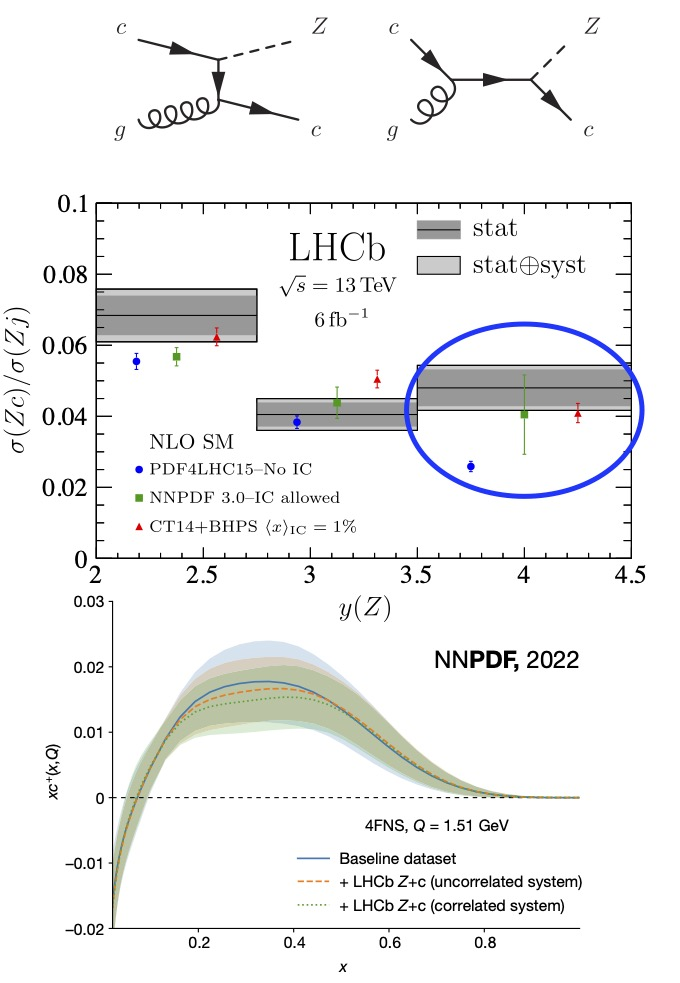 c Z c Z
g c g c
0.1
0.08
0.06
0.04
0.02
0
σ(Zc)/σ(Zj)
LHCb
√s = 13 TeV
6 fb⁻¹
stat
stat⊕syst
NLO SM
PDF4LHC15–No IC
NNPDF 3.0–IC allowed
CT14+BHPS ⟨x⟩IC = 1%
2 2.5 3 3.5 4 4.5
y(Z)
0.03
0.02
0.01
0
−0.01
−0.02
xc⁺(x,Q)
NNPDF, 2022
4FNS, Q = 1.51 GeV
Baseline dataset
+ LHCb Z+c (uncorrelated system)
+ LHCb Z+c (correlated system)
0.2 0.4 0.6 0.8
x